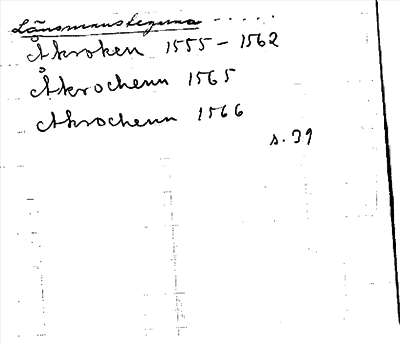 Länsmanstegarna . . . . .
Åkroken 1555 - 1562
Åkrochenn 1565
Akrochenn 1566
s. 39